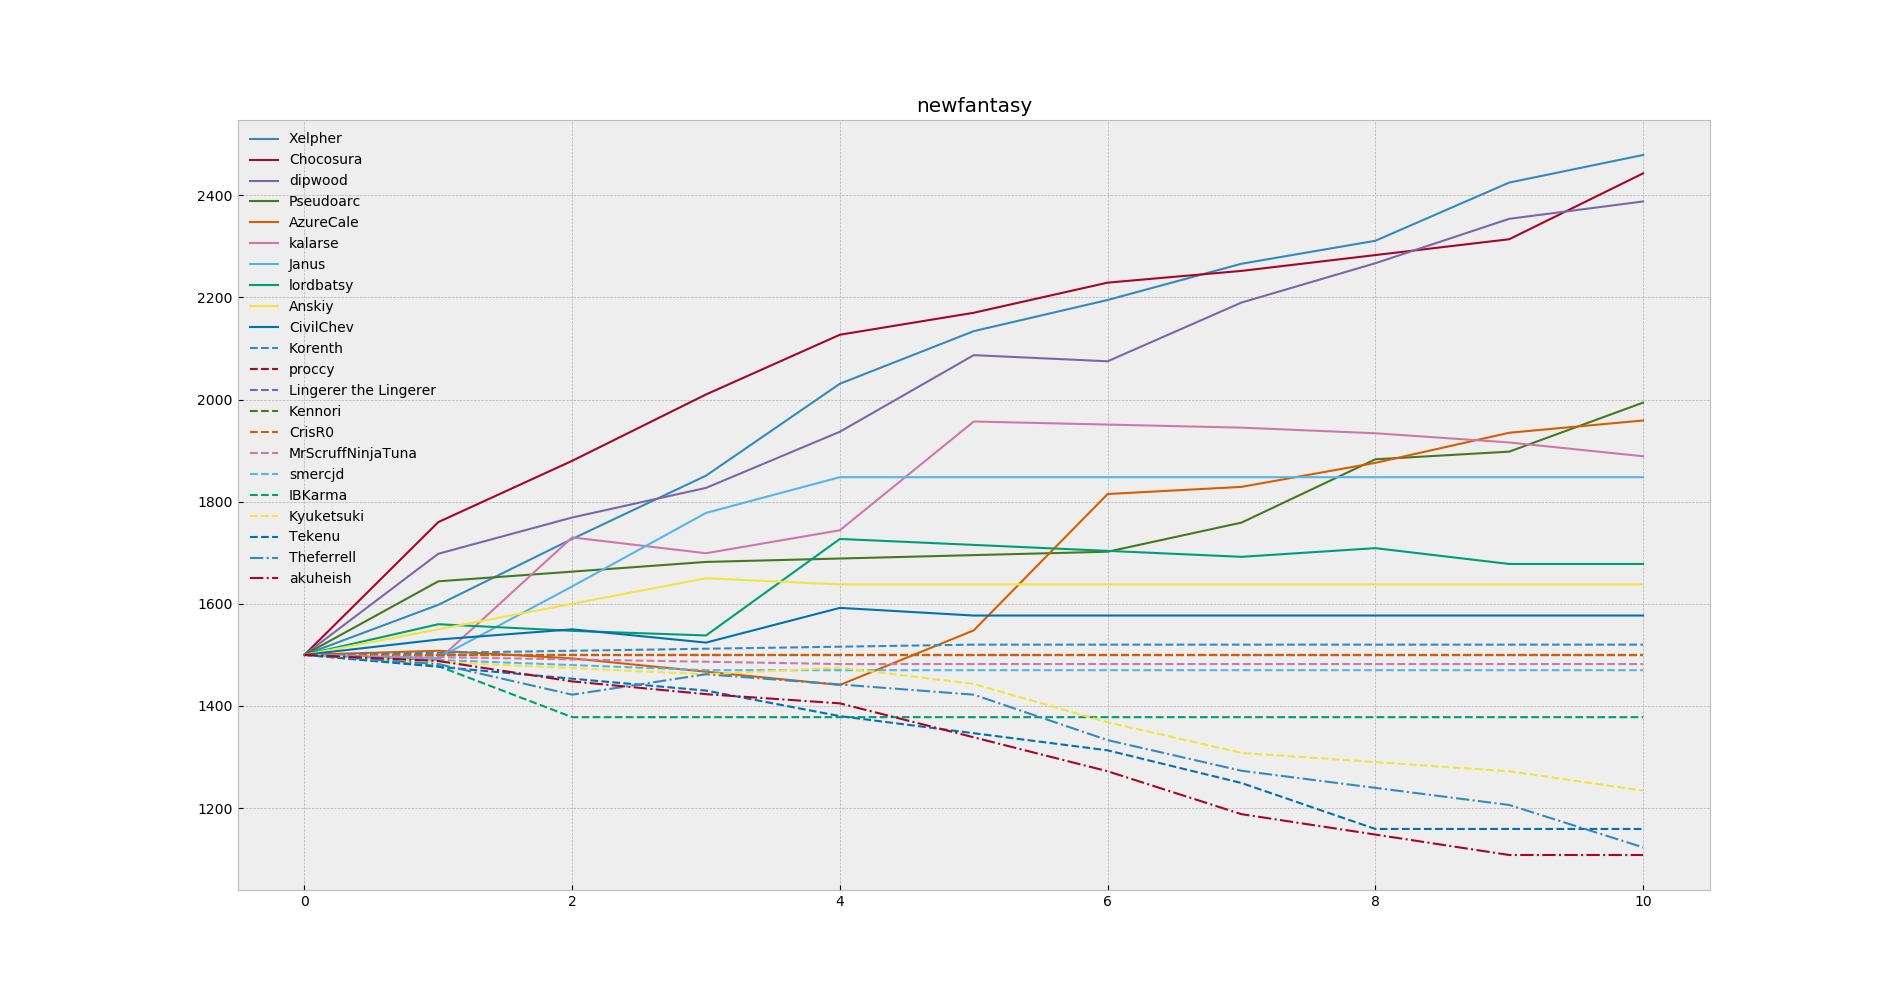 newfantasy
Xelpher
Chocosura
dipwood
Pseudoarc
AzureCale
kalarse
Janus
lordbatsy
Anskiy
CivilChev
Korenth
proccy
Lingerer the Lingerer
Kennori
CrisR0
MrScruffNinjaTuna
smercjd
IBKarma
Kyuketsuki
Tekenu
Theferrell
akuheish
2400
2200
2000
1800
1600
1400
1200
0 2 4 6 8 10